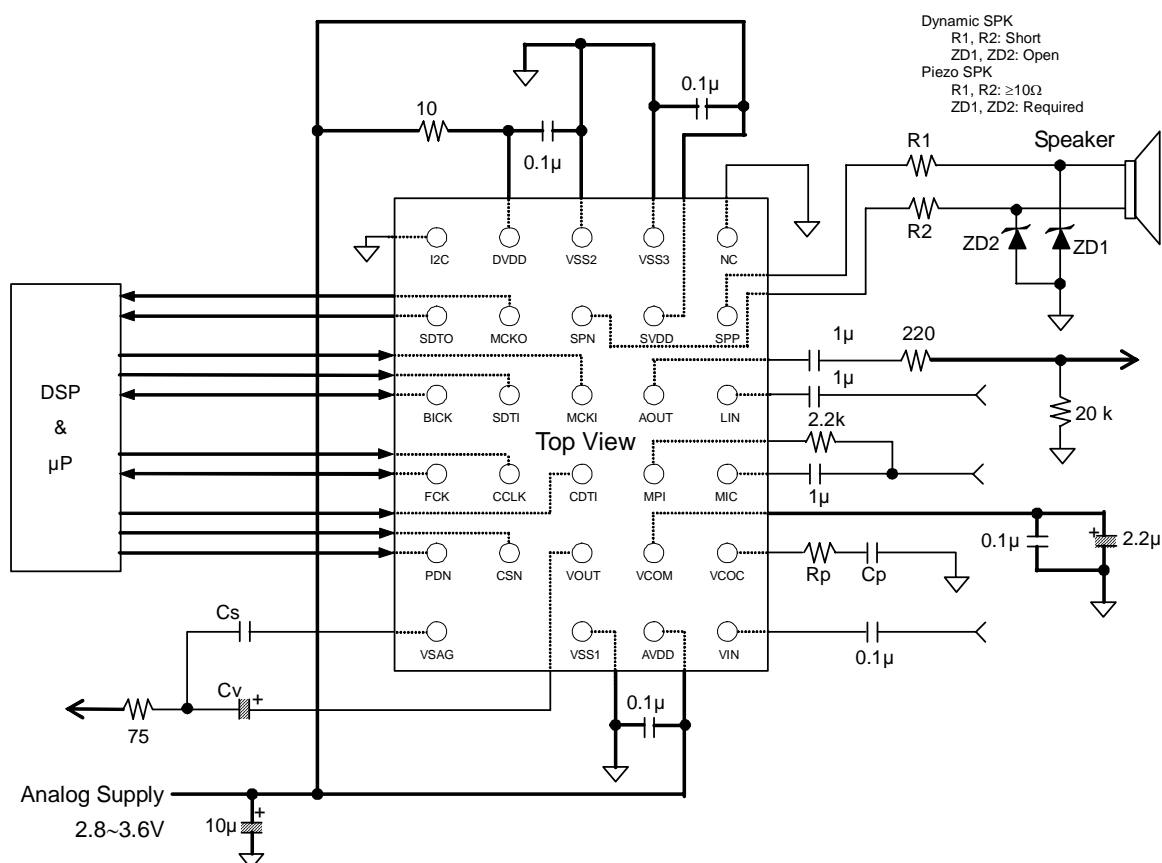 Dynamic SPK
R1, R2: Short
ZD1, ZD2: Open
Piezo SPK
R1, R2: ≥10Ω
ZD1, ZD2: Required
0.1µ
10
0.1µ
R1
Speaker
R2
ZD2
ZD1
I2C
DVDD
VSS2
VSS3
NC
SDTO
MCKO
SPN
SVDD
SPP
1µ
220
DSP
&
µP
BICK
SDTI
MCKI
AOUT
LIN
1µ
20 k
Top View
2.2k
FCK
CCLK
CDTI
MPI
MIC
1µ
0.1µ
+
2.2µ
PDN
CSN
VOUT
VCOM
VCOC
Rp
Cp
Cs
VSAG
VSS1
AVDD
VIN
0.1µ
Cv
+
0.1µ
75
Analog Supply
2.8~3.6V
10µ
+